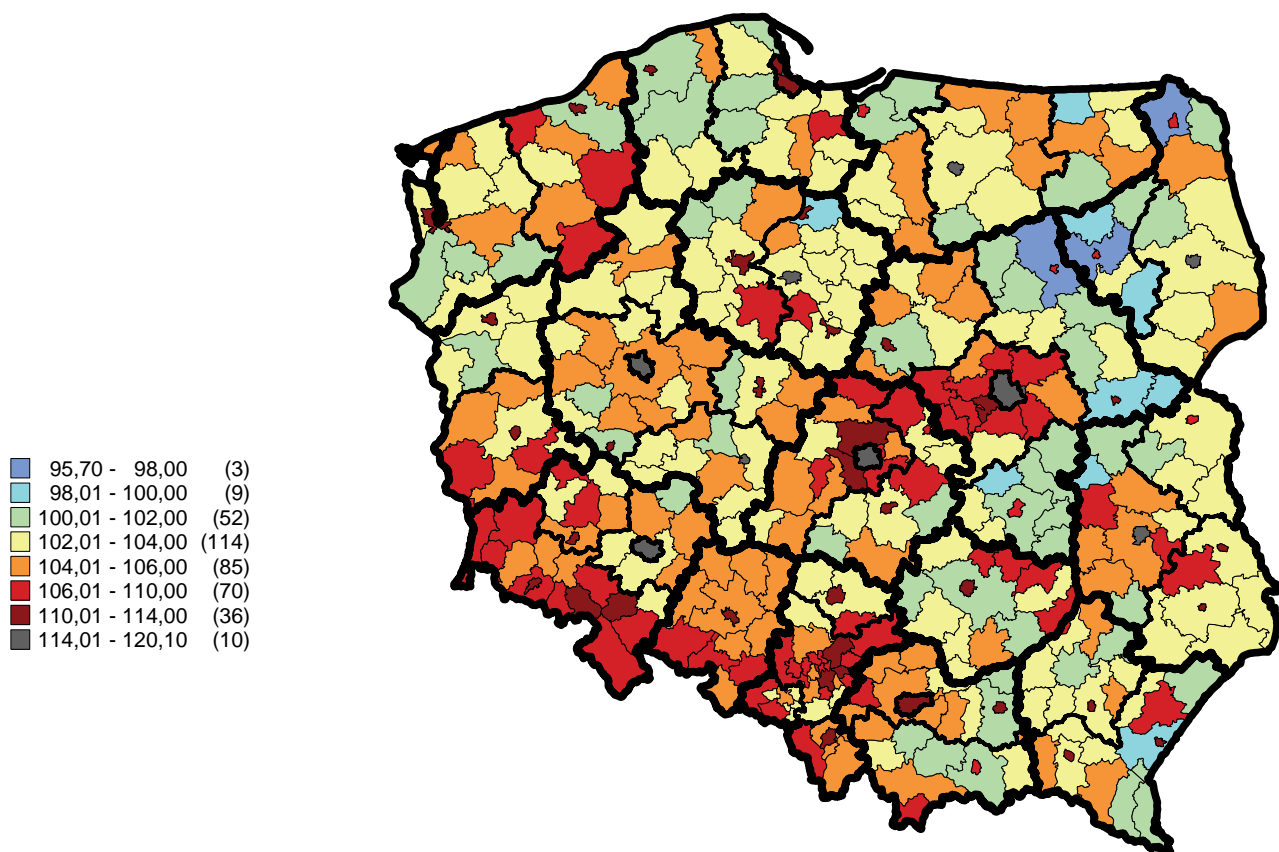 95,70 - 98,00 (3)
98,01 - 100,00 (9)
100,01 - 102,00 (52)
102,01 - 104,00 (114)
104,01 - 106,00 (85)
106,01 - 110,00 (70)
110,01 - 114,00 (36)
114,01 - 120,10 (10)